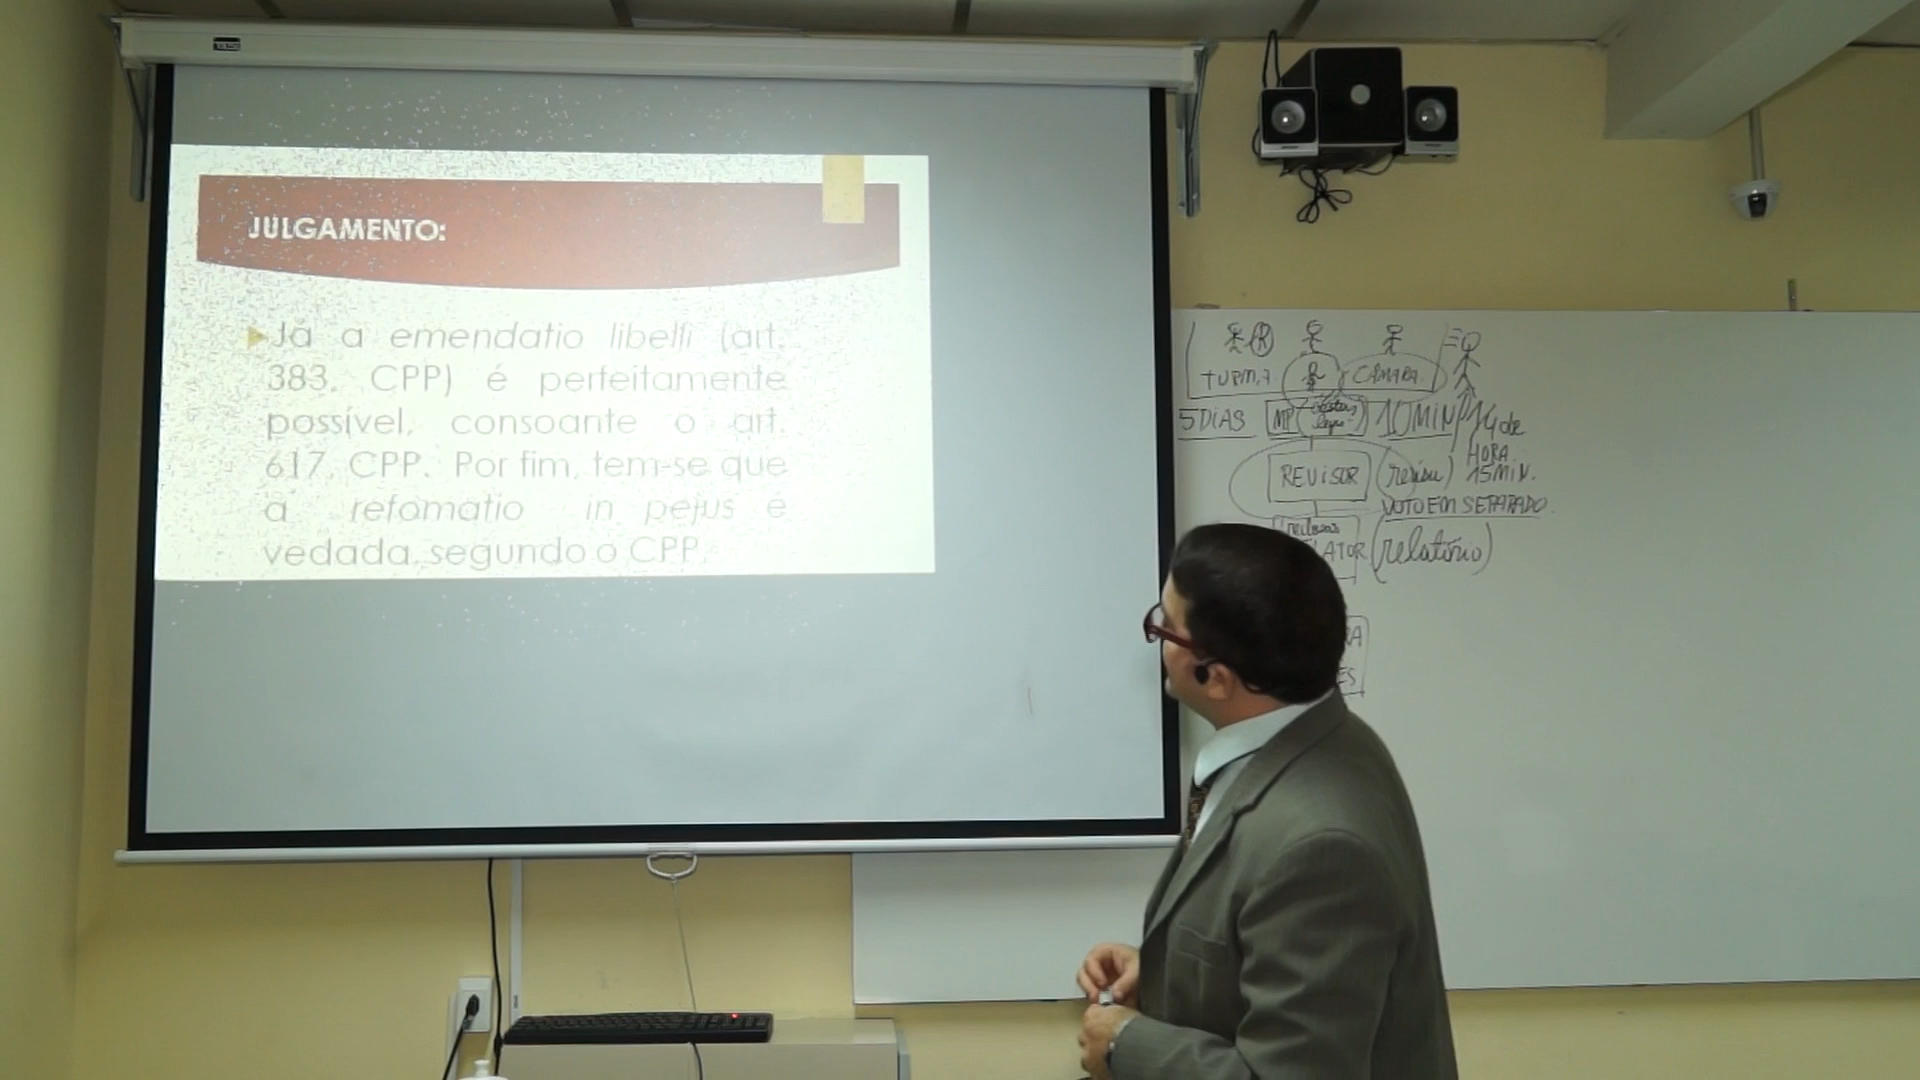 JULGAMENTO:
Já a emendatio libelli (art.
383, CPP) é perfeitamente
possível, consoante o art.
617, CPP. Por fim, tem-se que
a refomatio in pejus é
vedada, segundo o CPP.
R
TURMA CÂMARA
5 DIAS MP 10 MIN 1/4 de
HORA
REVISOR 15 MIN.
VOTO EM SEPARADO
(relatório)